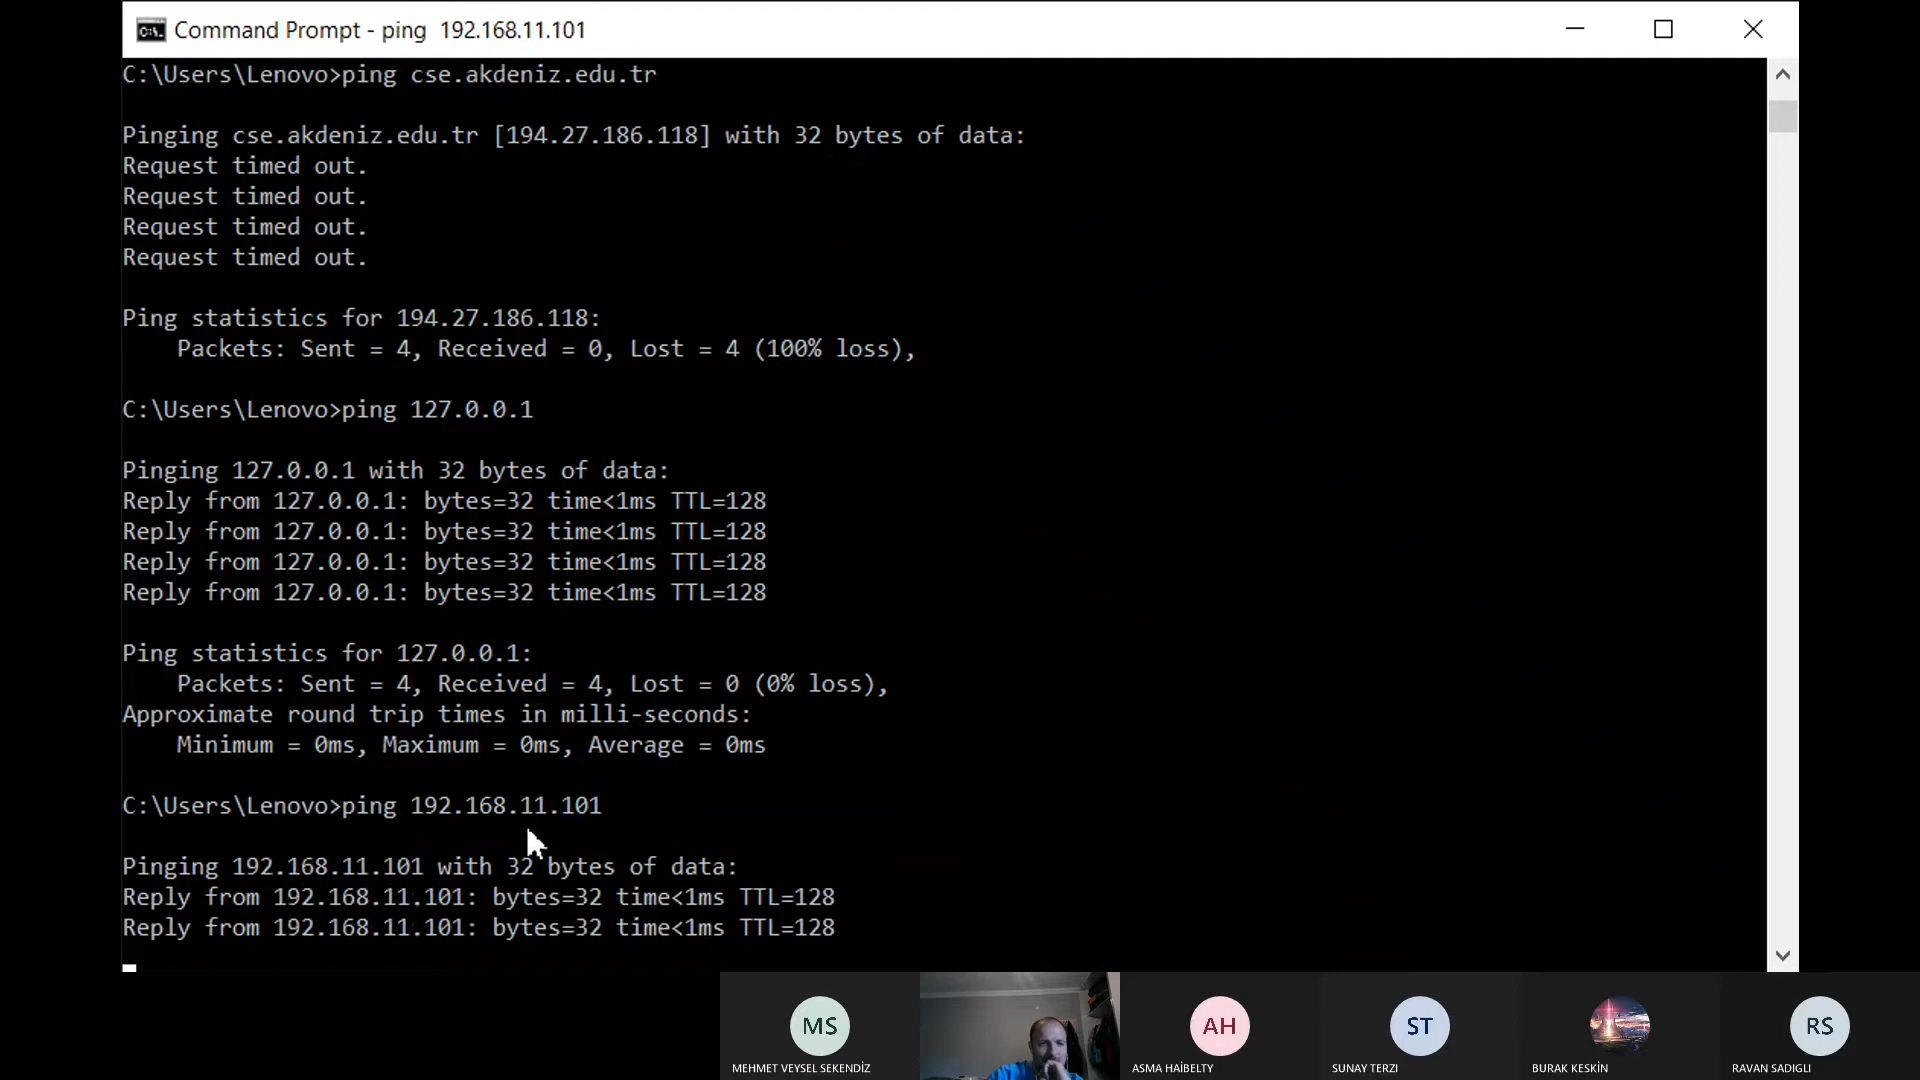 Command Prompt - ping 192.168.11.101
C:\Users\Lenovo>ping cse.akdeniz.edu.tr
Pinging cse.akdeniz.edu.tr [194.27.186.118] with 32 bytes of data:
Request timed out.
Request timed out.
Request timed out.
Request timed out.
Ping statistics for 194.27.186.118:
Packets: Sent = 4, Received = 0, Lost = 4 (100% loss),
C:\Users\Lenovo>ping 127.0.0.1
Pinging 127.0.0.1 with 32 bytes of data:
Reply from 127.0.0.1: bytes=32 time<1ms TTL=128
Reply from 127.0.0.1: bytes=32 time<1ms TTL=128
Reply from 127.0.0.1: bytes=32 time<1ms TTL=128
Reply from 127.0.0.1: bytes=32 time<1ms TTL=128
Ping statistics for 127.0.0.1:
Packets: Sent = 4, Received = 4, Lost = 0 (0% loss),
Approximate round trip times in milli-seconds:
Minimum = 0ms, Maximum = 0ms, Average = 0ms
C:\Users\Lenovo>ping 192.168.11.101
Pinging 192.168.11.101 with 32 bytes of data:
Reply from 192.168.11.101: bytes=32 time<1ms TTL=128
Reply from 192.168.11.101: bytes=32 time<1ms TTL=128
MS AH ST RS
MEHMET VEYSEL SEKENDİZ ASMA HAİBELTY SUNAY TERZI BURAK KESKİN RAVAN SADIGLI